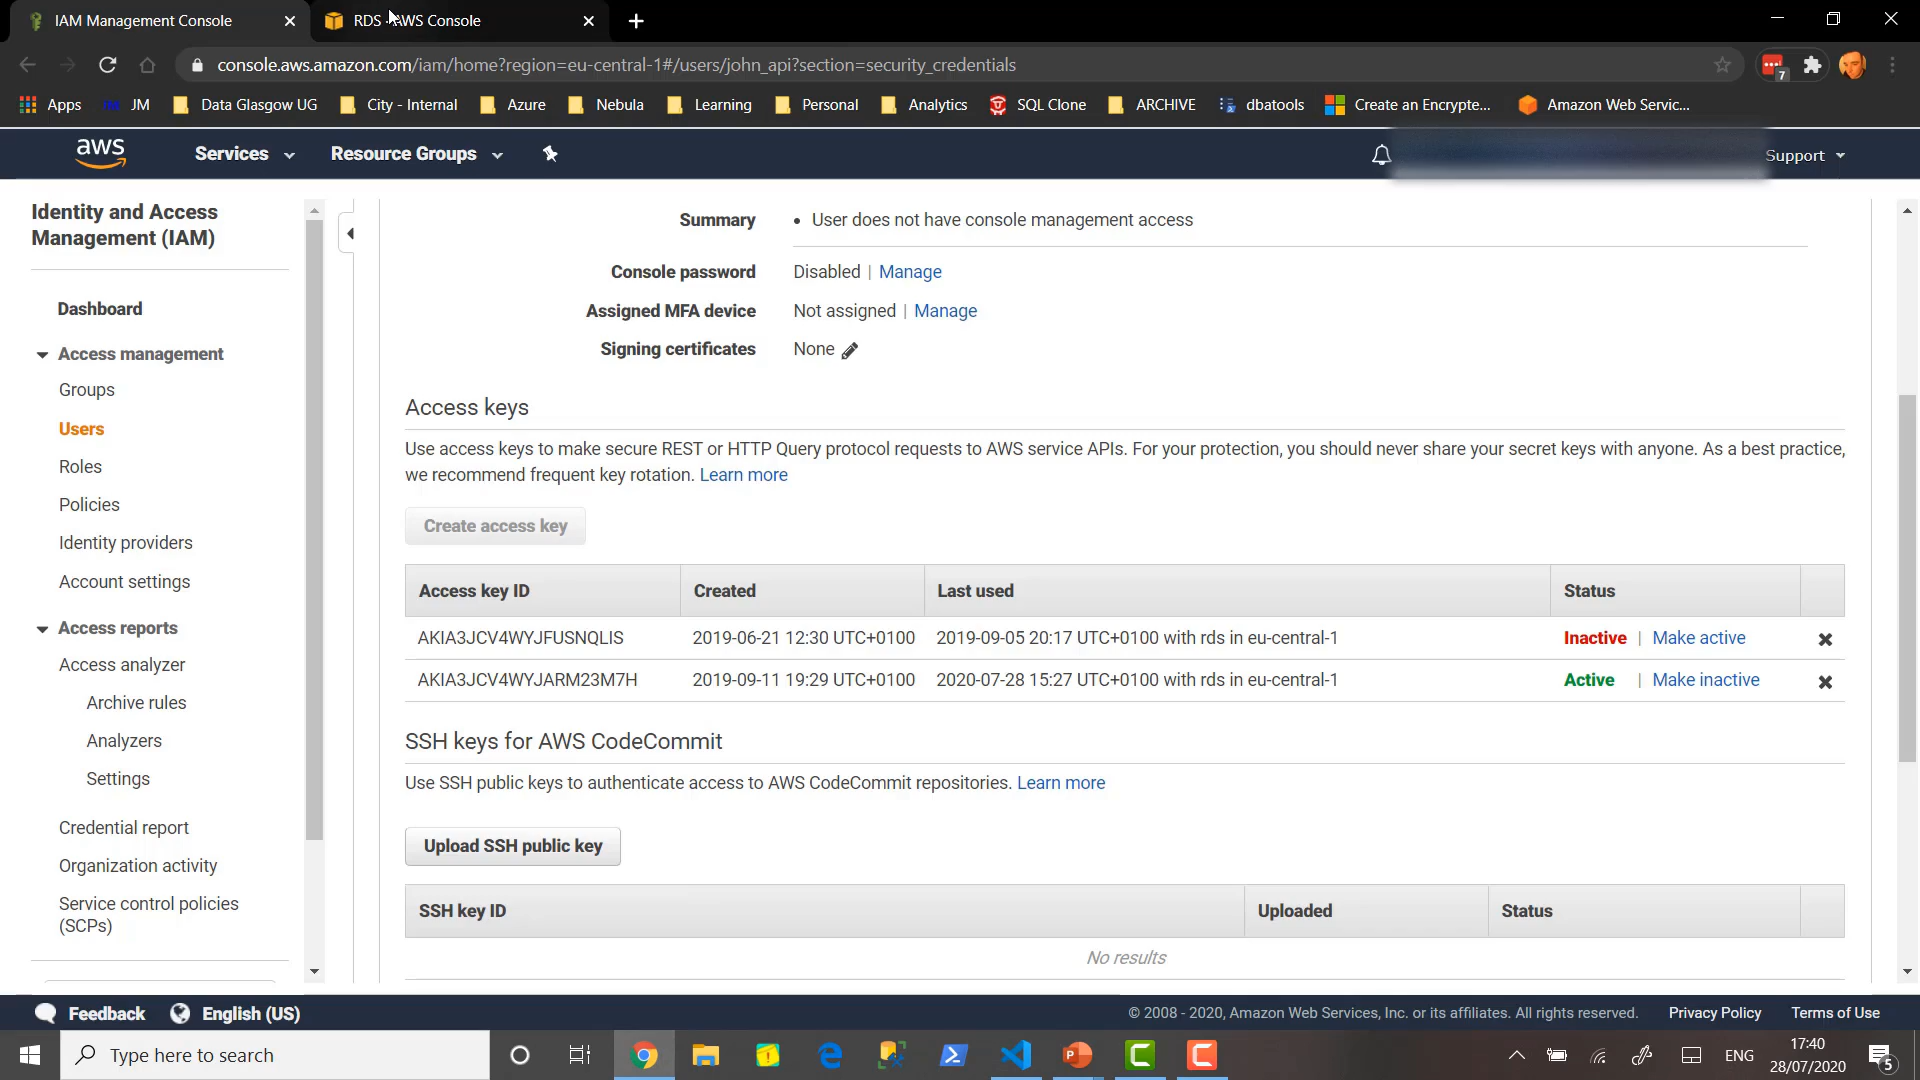 IAM Management Console
RDS · AWS Console
console.aws.amazon.com/iam/home?region=eu-central-1#/users/john_api?section=security_credentials
7
Apps
JM
Data Glasgow UG
City - Internal
Azure
Nebula
Learning
Personal
Analytics
SQL Clone
ARCHIVE
dbatools
Create an Encrypte...
Amazon Web Servic...
aws
Services
Resource Groups
Support
Identity and Access
Management (IAM)
Dashboard
Access management
Groups
Users
Roles
Policies
Identity providers
Account settings
Access reports
Access analyzer
Archive rules
Analyzers
Settings
Credential report
Organization activity
Service control policies
(SCPs)
Summary • User does not have console management access
Console password Disabled | Manage
Assigned MFA device Not assigned | Manage
Signing certificates None
Access keys
Use access keys to make secure REST or HTTP Query protocol requests to AWS service APIs. For your protection, you should never share your secret keys with anyone. As a best practice,
we recommend frequent key rotation. Learn more
Create access key
Access key ID Created Last used Status
AKIA3JCV4WYJFUSNQLIS 2019-06-21 12:30 UTC+0100 2019-09-05 20:17 UTC+0100 with rds in eu-central-1 Inactive | Make active
AKIA3JCV4WYJARM23M7H 2019-09-11 19:29 UTC+0100 2020-07-28 15:27 UTC+0100 with rds in eu-central-1 Active | Make inactive
SSH keys for AWS CodeCommit
Use SSH public keys to authenticate access to AWS CodeCommit repositories. Learn more
Upload SSH public key
SSH key ID Uploaded Status
No results
Feedback English (US)
© 2008 - 2020, Amazon Web Services, Inc. or its affiliates. All rights reserved. Privacy Policy Terms of Use
Type here to search
ENG
17:40
28/07/2020
5